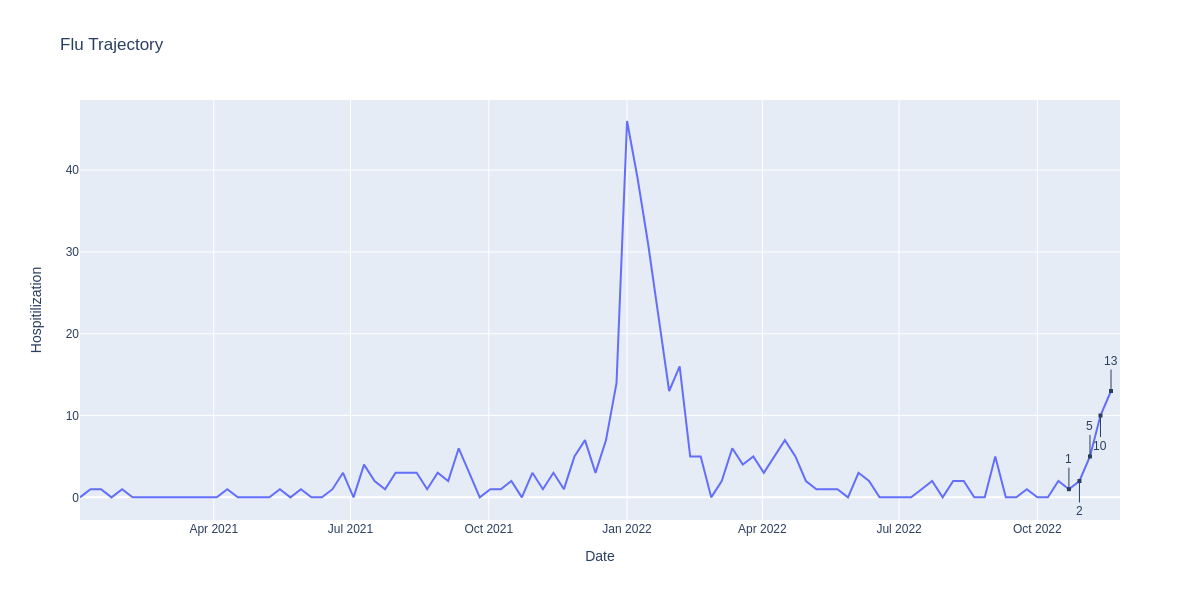 Flu Trajectory
Hospitilization
40
30
20
10
0
13
5
10
1
2
Apr 2021
Jul 2021
Oct 2021
Jan 2022
Apr 2022
Jul 2022
Oct 2022
Date